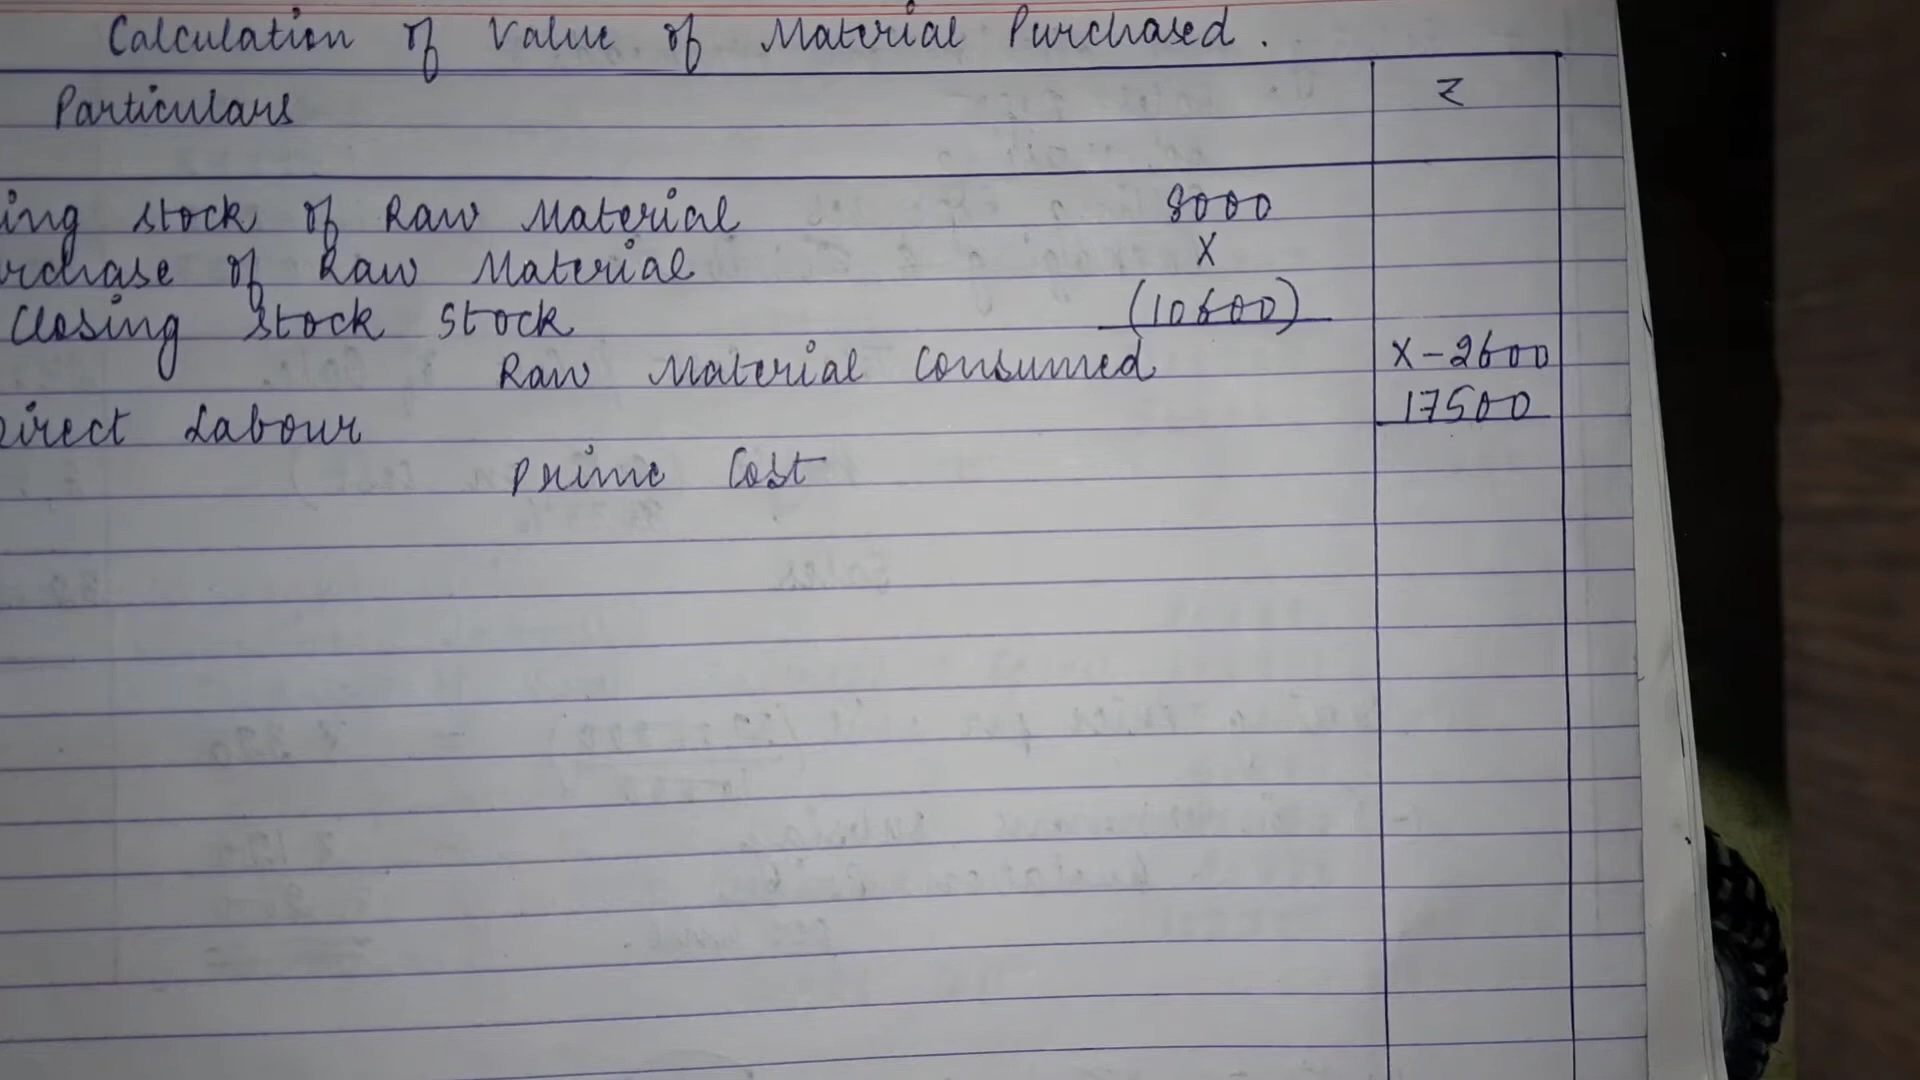 Calculation of Value of Material Purchased.
Particulars ₹
ing stock of Raw Material 8000
rchase of Raw Material X
Closing Stock Stock (10600)
Raw Material Consumed X-2600
Direct Labour 17500
Prime Cost